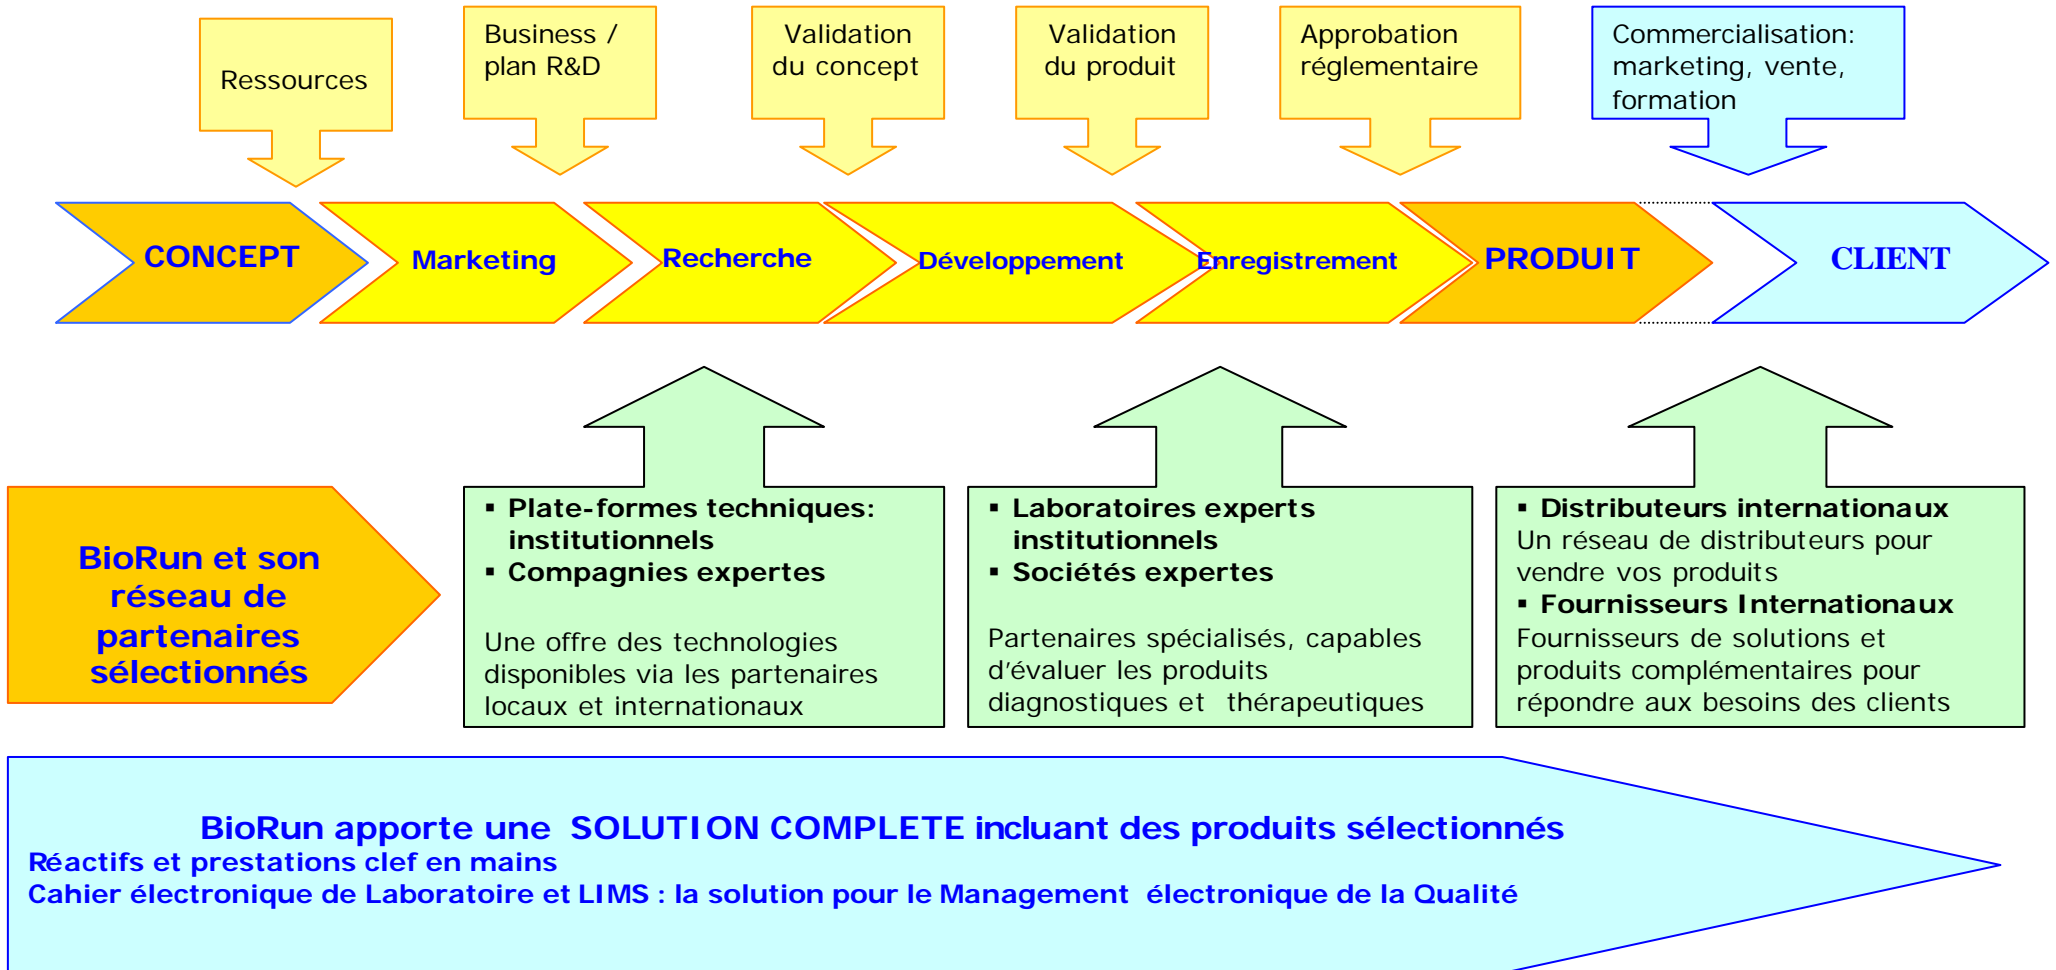 Ressources
Business /
plan R&D
Validation
du concept
Validation
du produit
Approbation
réglementaire
Commercialisation:
marketing, vente,
formation
CONCEPT
Marketing
Recherche
Développement
Enregistrement
PRODUIT
CLIENT
BioRun et son
réseau de
partenaires
sélectionnés
▪ Plate-formes techniques:
institutionnels
▪ Compagnies expertes
Une offre des technologies
disponibles via les partenaires
locaux et internationaux
▪ Laboratoires experts
institutionnels
▪ Sociétés expertes
Partenaires spécialisés, capables
d’évaluer les produits
diagnostiques et thérapeutiques
▪ Distributeurs internationaux
Un réseau de distributeurs pour
vendre vos produits
▪ Fournisseurs Internationaux
Fournisseurs de solutions et
produits complémentaires pour
répondre aux besoins des clients
BioRun apporte une SOLUTION COMPLETE incluant des produits sélectionnés
Réactifs et prestations clef en mains
Cahier électronique de Laboratoire et LIMS : la solution pour le Management électronique de la Qualité